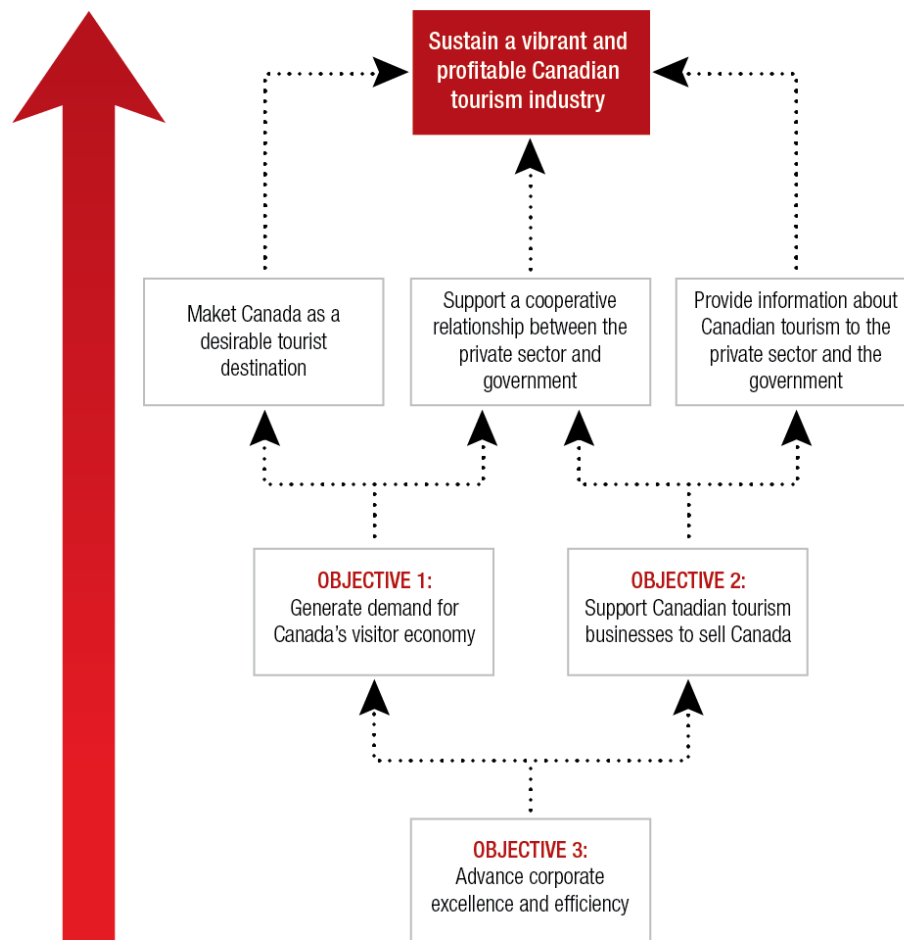 Sustain a vibrant and
profitable Canadian
tourism industry
Maket Canada as a
desirable tourist
destination
Support a cooperative
relationship between the
private sector and
government
Provide information about
Canadian tourism to the
private sector and the
government
OBJECTIVE 1:
Generate demand for
Canada's visitor economy
OBJECTIVE 2:
Support Canadian tourism
businesses to sell Canada
OBJECTIVE 3:
Advance corporate
excellence and efficiency